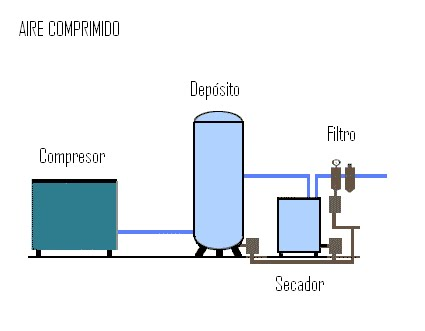 AIRE COMPRIMIDO
Depósito
Filtro
Compresor
Secador